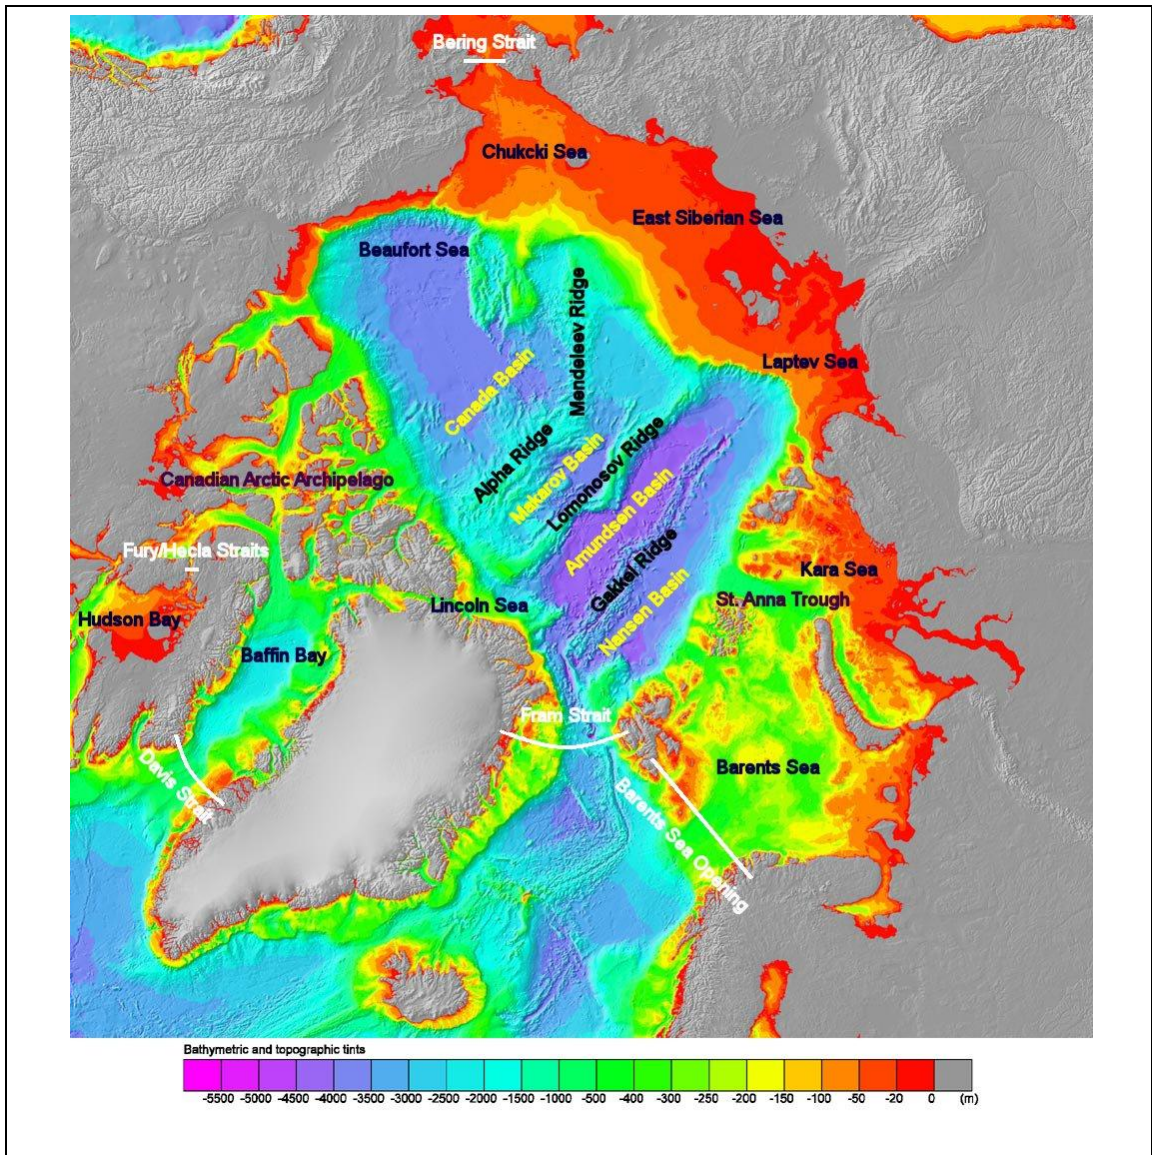 Bering Strait
Chukcki Sea
East Siberian Sea
Beaufort Sea
Mendeleev Ridge
Laptev Sea
Canada Basin
Alpha Ridge
Makarov Basin
Lomonosov Ridge
Canadian Arctic Archipelago
Amundsen Basin
Fury/Hecla Straits
Gakkel Ridge
Kara Sea
Nansen Basin
St. Anna Trough
Lincoln Sea
Hudson Bay
Baffin Bay
Fram Strait
Davis Strait
Barents Sea
Barents Sea Opening
Bathymetric and topographic tints
-5500 -5000 -4500 -4000 -3500 -3000 -2500 -2000 -1500 -1000 -500 -400 -300 -250 -200 -150 -100 -50 -20 0 (m)